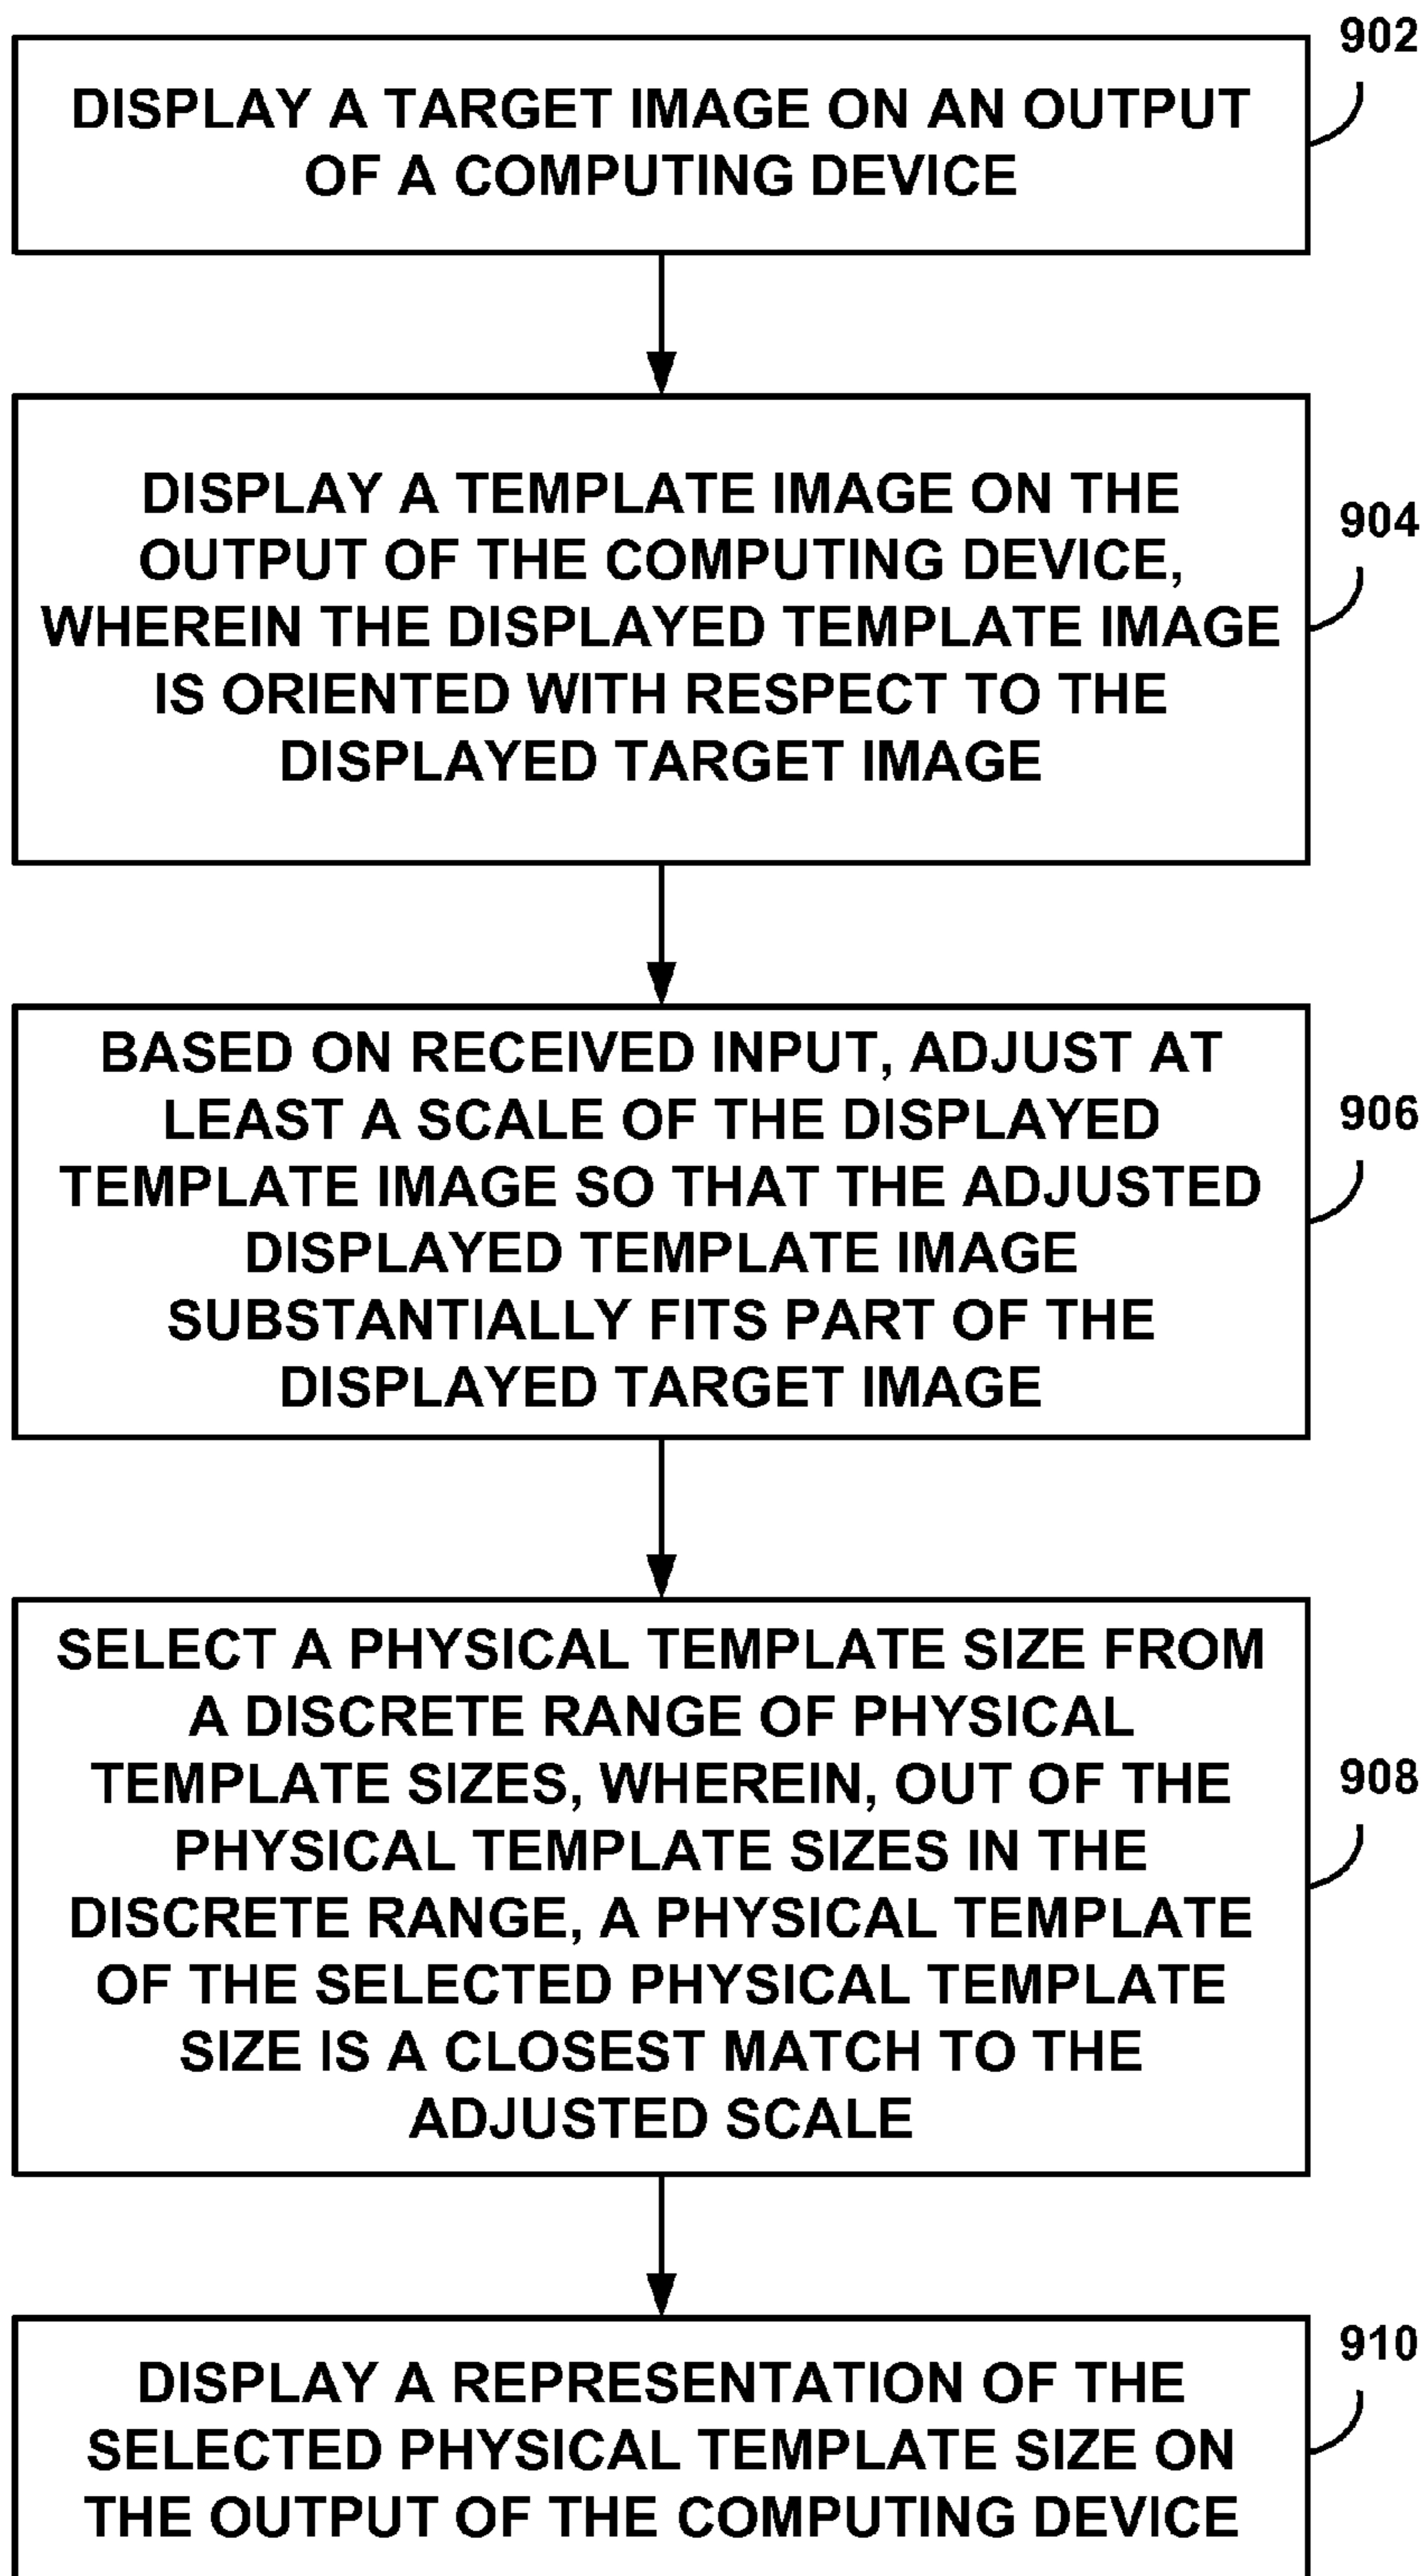 902
DISPLAY A TARGET IMAGE ON AN OUTPUT
OF A COMPUTING DEVICE
904
DISPLAY A TEMPLATE IMAGE ON THE
OUTPUT OF THE COMPUTING DEVICE,
WHEREIN THE DISPLAYED TEMPLATE IMAGE
IS ORIENTED WITH RESPECT TO THE
DISPLAYED TARGET IMAGE
906
BASED ON RECEIVED INPUT, ADJUST AT
LEAST A SCALE OF THE DISPLAYED
TEMPLATE IMAGE SO THAT THE ADJUSTED
DISPLAYED TEMPLATE IMAGE
SUBSTANTIALLY FITS PART OF THE
DISPLAYED TARGET IMAGE
908
SELECT A PHYSICAL TEMPLATE SIZE FROM
A DISCRETE RANGE OF PHYSICAL
TEMPLATE SIZES, WHEREIN, OUT OF THE
PHYSICAL TEMPLATE SIZES IN THE
DISCRETE RANGE, A PHYSICAL TEMPLATE
OF THE SELECTED PHYSICAL TEMPLATE
SIZE IS A CLOSEST MATCH TO THE
ADJUSTED SCALE
910
DISPLAY A REPRESENTATION OF THE
SELECTED PHYSICAL TEMPLATE SIZE ON
THE OUTPUT OF THE COMPUTING DEVICE